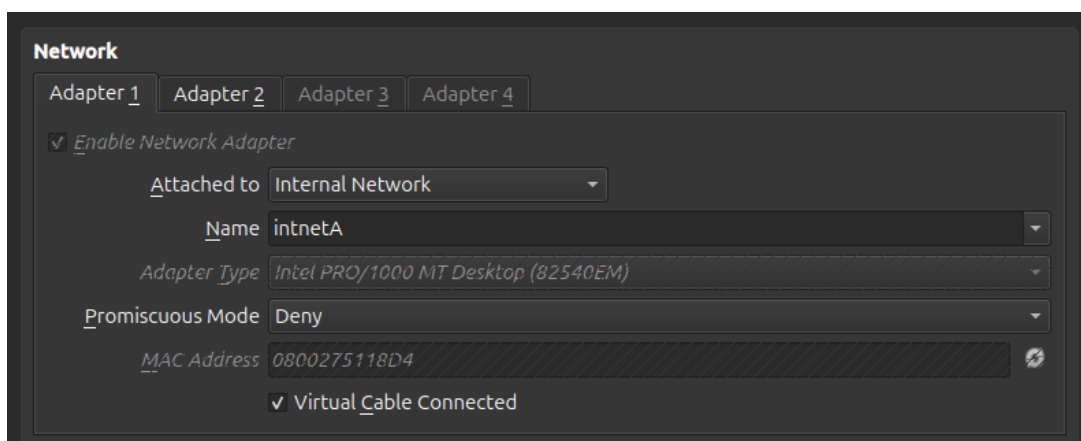 Network
Adapter 1 Adapter 2 Adapter 3 Adapter 4
Enable Network Adapter
Attached to Internal Network
Name intnetA
Adapter Type Intel PRO/1000 MT Desktop (82540EM)
Promiscuous Mode Deny
MAC Address 0800275118D4
Virtual Cable Connected